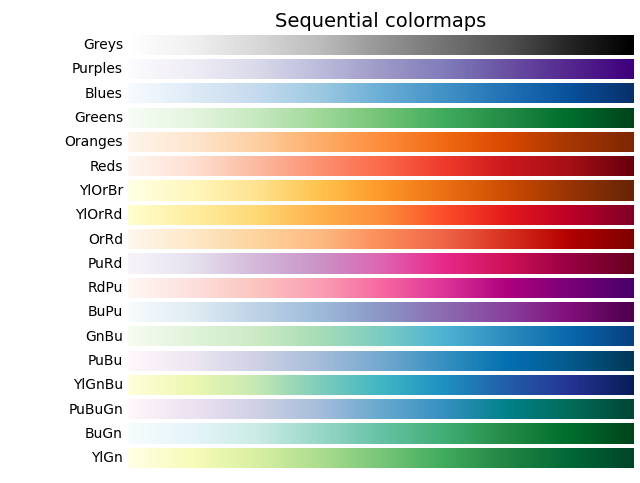 Sequential colormaps
Greys
Purples
Blues
Greens
Oranges
Reds
YlOrBr
YlOrRd
OrRd
PuRd
RdPu
BuPu
GnBu
PuBu
YlGnBu
PuBuGn
BuGn
YlGn